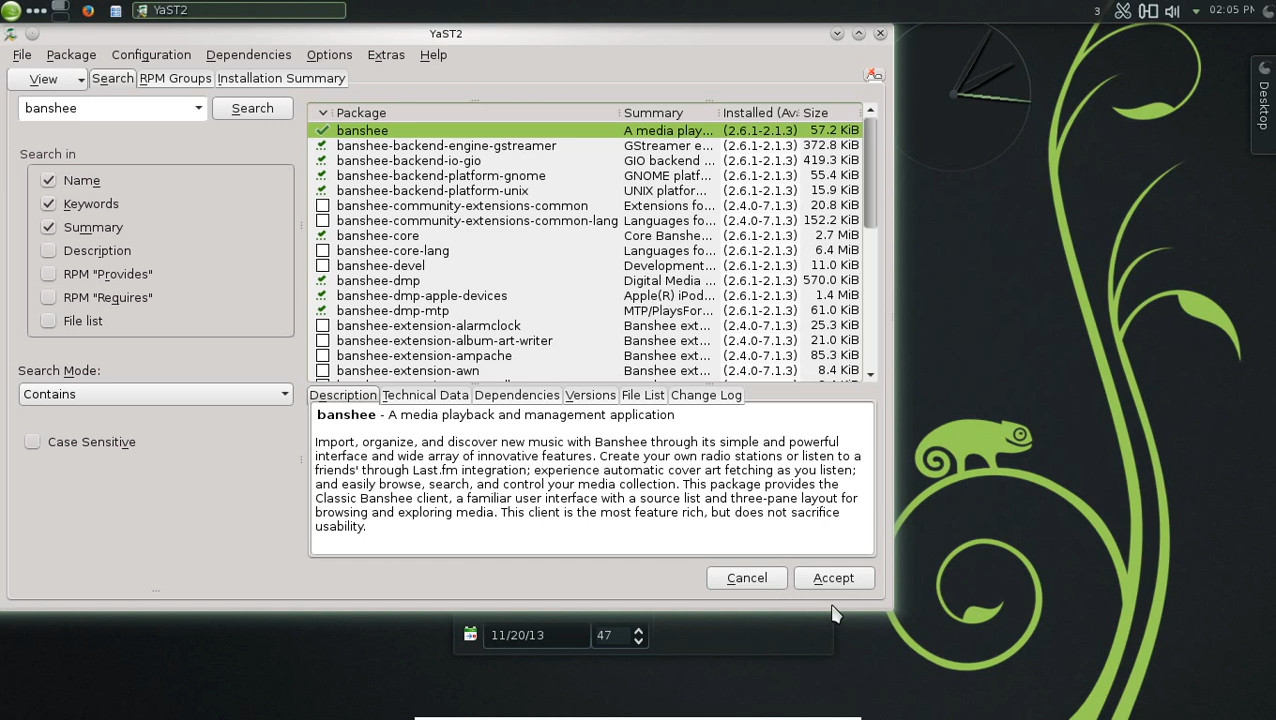 YaST2
3
02:05 PM
YaST2
File Package Configuration Dependencies Options Extras Help
View Search RPM Groups Installation Summary
banshee Search
Search in
Name
Keywords
Summary
Description
RPM "Provides"
RPM "Requires"
File list
Search Mode:
Contains
Case Sensitive
Package Summary Installed (Av Size
banshee A media play... (2.6.1-2.1.3) 57.2 KiB
banshee-backend-engine-gstreamer GStreamer e... (2.6.1-2.1.3) 372.8 KiB
banshee-backend-io-gio GIO backend ... (2.6.1-2.1.3) 419.3 KiB
banshee-backend-platform-gnome GNOME platf... (2.6.1-2.1.3) 55.4 KiB
banshee-backend-platform-unix UNIX platfor... (2.6.1-2.1.3) 15.9 KiB
banshee-community-extensions-common Extensions fo... (2.4.0-7.1.3) 20.8 KiB
banshee-community-extensions-common-lang Languages fo... (2.4.0-7.1.3) 152.2 KiB
banshee-core Core Banshe... (2.6.1-2.1.3) 2.7 MiB
banshee-core-lang Languages fo... (2.6.1-2.1.3) 6.4 MiB
banshee-devel Development... (2.6.1-2.1.3) 11.0 KiB
banshee-dmp Digital Media ... (2.6.1-2.1.3) 570.0 KiB
banshee-dmp-apple-devices Apple(R) iPod... (2.6.1-2.1.3) 1.4 MiB
banshee-dmp-mtp MTP/PlaysFor... (2.6.1-2.1.3) 61.0 KiB
banshee-extension-alarmclock Banshee ext... (2.4.0-7.1.3) 25.3 KiB
banshee-extension-album-art-writer Banshee ext... (2.4.0-7.1.3) 21.0 KiB
banshee-extension-ampache Banshee ext... (2.4.0-7.1.3) 85.3 KiB
banshee-extension-awn Banshee ext... (2.4.0-7.1.3) 8.4 KiB
Description Technical Data Dependencies Versions File List Change Log
banshee - A media playback and management application
Import, organize, and discover new music with Banshee through its simple and powerful
interface and wide array of innovative features. Create your own radio stations or listen to a
friends' through Last.fm integration; experience automatic cover art fetching as you listen;
and easily browse, search, and control your media collection. This package provides the
Classic Banshee client, a familiar user interface with a source list and three-pane layout for
browsing and exploring media. This client is the most feature rich, but does not sacrifice
usability.
Cancel Accept
11/20/13 47
Desktop